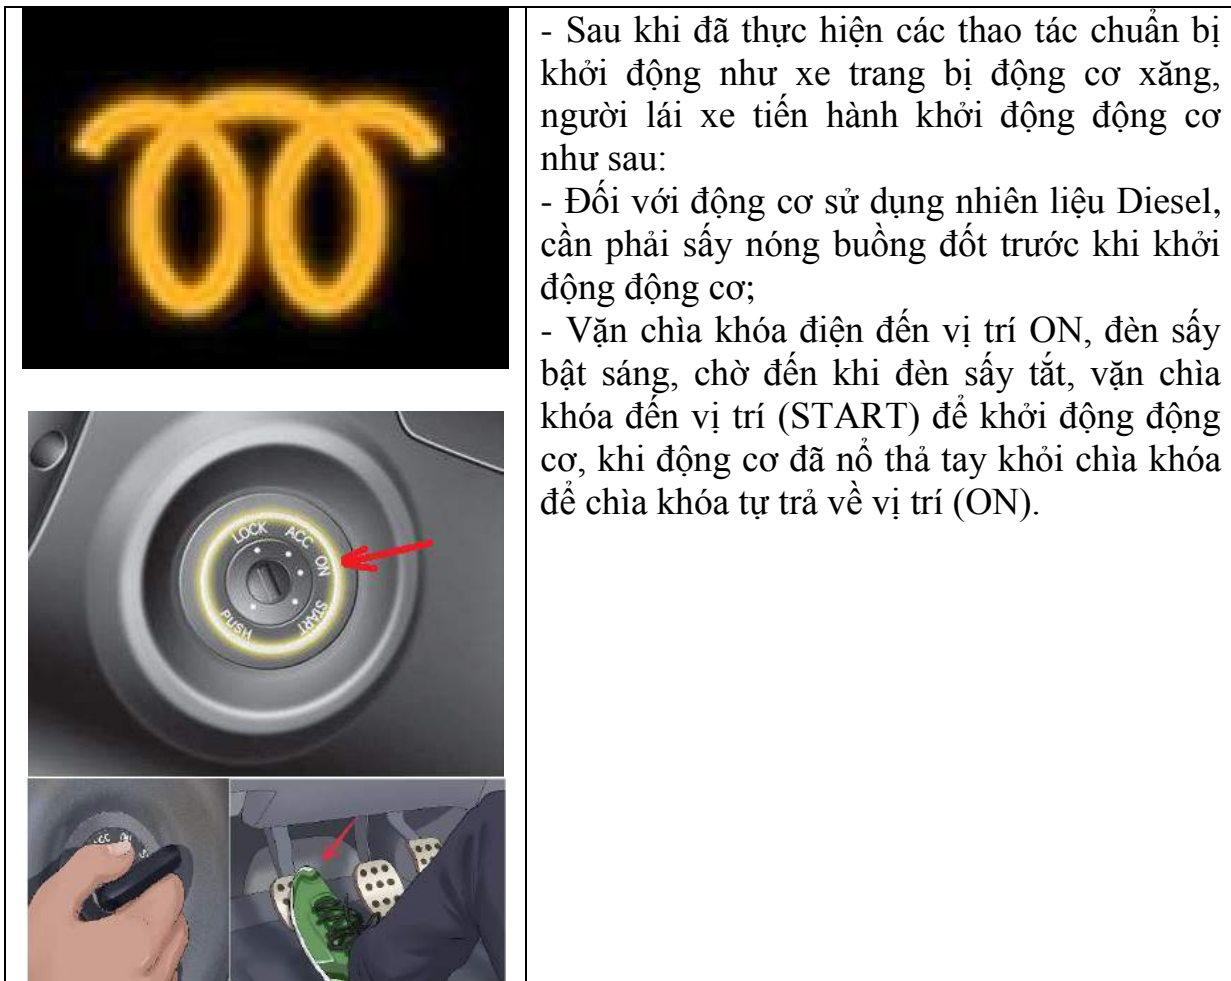 - Sau khi đã thực hiện các thao tác chuẩn bị
khởi động như xe trang bị động cơ xăng,
người lái xe tiến hành khởi động động cơ
như sau:
- Đối với động cơ sử dụng nhiên liệu Diesel,
cần phải sấy nóng buồng đốt trước khi khởi
động động cơ;
- Vặn chìa khóa điện đến vị trí ON, đèn sấy
bật sáng, chờ đến khi đèn sấy tắt, vặn chìa
khóa đến vị trí (START) để khởi động động
cơ, khi động cơ đã nổ thả tay khỏi chìa khóa
để chìa khóa tự trả về vị trí (ON).
LOCK ACC ON
START
PUSH